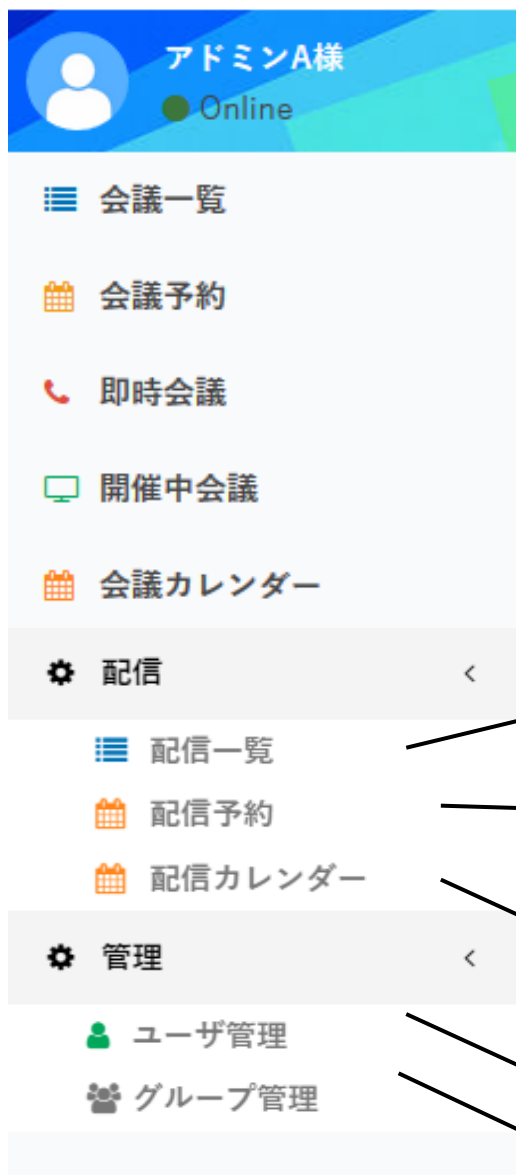 アドミンA様
Online
会議一覧
会議予約
即時会議
開催中会議
会議カレンダー
配信
配信一覧
配信予約
配信カレンダー
管理
ユーザ管理
グループ管理